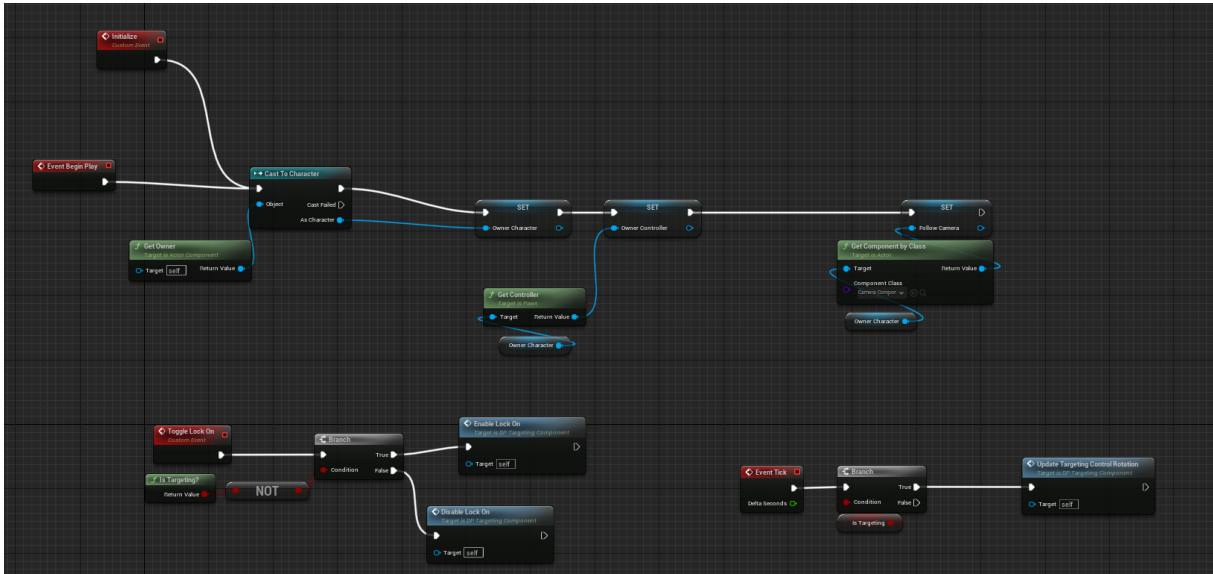 Initialize
Custom Event
Event Begin Play
Cast To Character
Object
Cast Failed
As Character
Get Owner
Target is Actor Component
Target self
Return Value
SET
Owner Character
SET
Owner Controller
SET
Follow Camera
Get Controller
Target is Pawn
Target
Return Value
Owner Character
Get Component by Class
Target is Actor
Target
Return Value
Component Class
Camera Compor
Owner Character
Toggle Lock On
Custom Event
Is Targeting?
Return Value
NOT
Branch
True
Condition
False
Enable Lock On
Target is DP Targeting Component
Target self
Disable Lock On
Target is DP Targeting Component
Target self
Event Tick
Delta Seconds
Branch
True
Condition
False
Is Targeting
Update Targeting Control Rotation
Target is DP Targeting Component
Target self